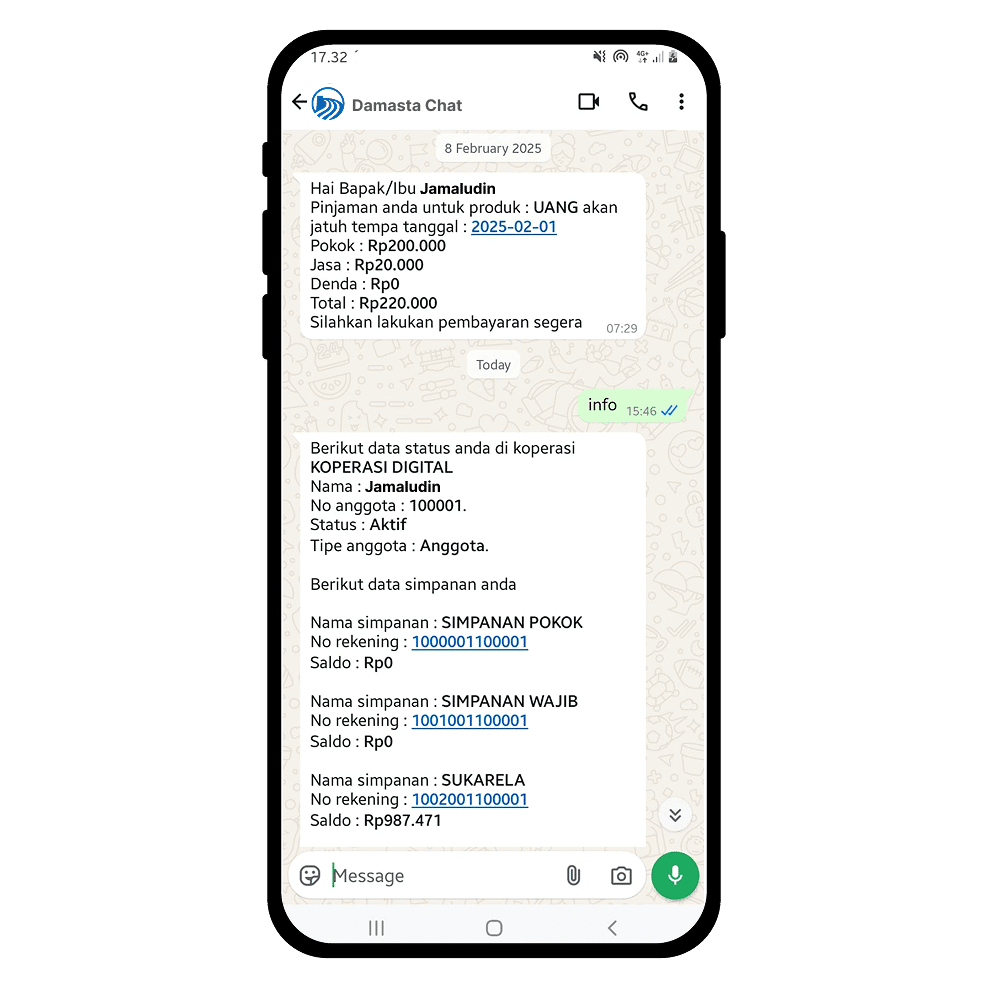 17.32
4G+
Damasta Chat
8 February 2025
Hai Bapak/Ibu Jamaludin
Pinjaman anda untuk produk : UANG akan
jatuh tempa tanggal : 2025-02-01
Pokok : Rp200.000
Jasa : Rp20.000
Denda : Rp0
Total : Rp220.000
Silahkan lakukan pembayaran segera 07:29
Today
info 15:46
Berikut data status anda di koperasi
KOPERASI DIGITAL
Nama : Jamaludin
No anggota : 100001.
Status : Aktif
Tipe anggota : Anggota.
Berikut data simpanan anda
Nama simpanan : SIMPANAN POKOK
No rekening : 1000001100001
Saldo : Rp0
Nama simpanan : SIMPANAN WAJIB
No rekening : 1001001100001
Saldo : Rp0
Nama simpanan : SUKARELA
No rekening : 1002001100001
Saldo : Rp987.471
Message